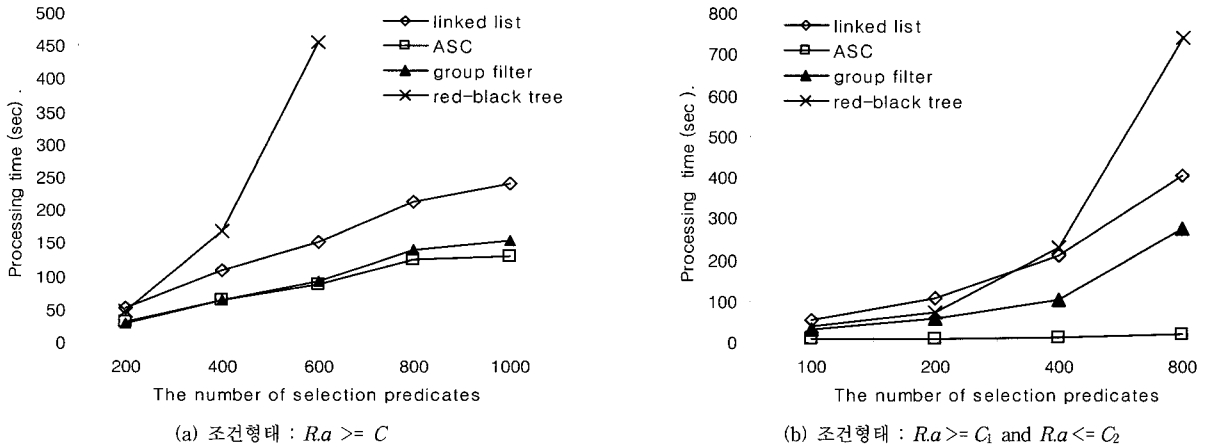 500
450
400
350
300
250
200
150
100
50
0
Processing time (sec)
linked list
ASC
group filter
red-black tree
200 400 600 800 1000
The number of selection predicates
(a) 조건형태 : R.a >= C
800
700
600
500
400
300
200
100
0
Processing time (sec).
linked list
ASC
group filter
red-black tree
100 200 400 800
The number of selection predicates
(b) 조건형태 : R.a >= C₁ and R.a <= C₂